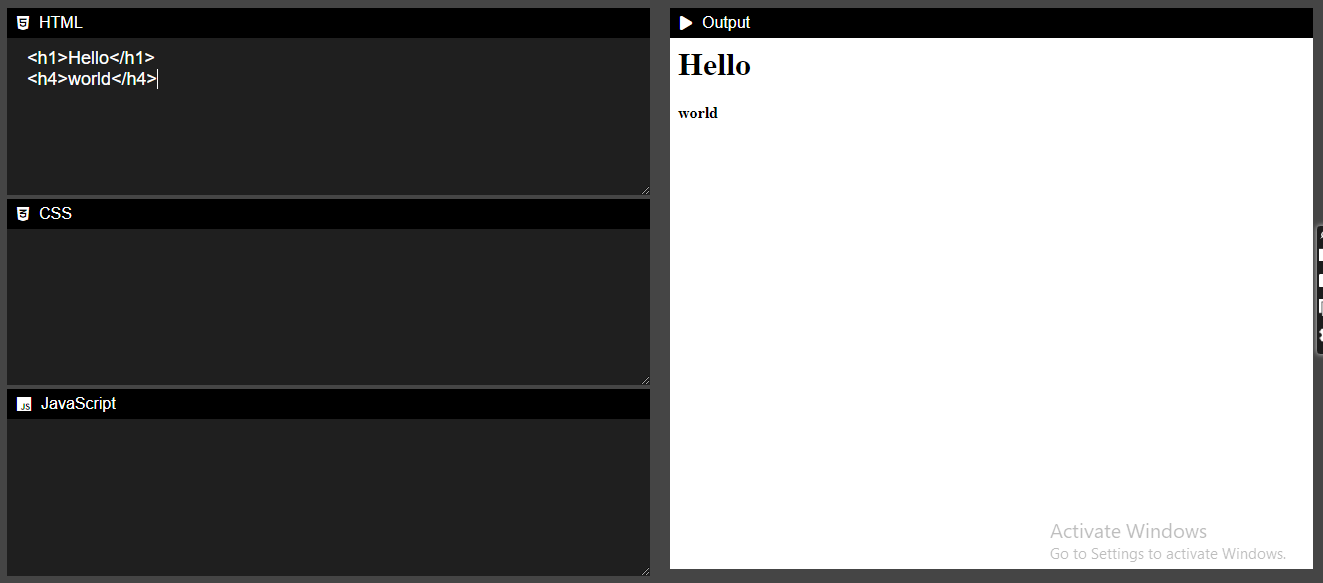 HTML
<h1>Hello</h1>
<h4>world</h4>
CSS
JS JavaScript
Output
Hello
world
Activate Windows
Go to Settings to activate Windows.